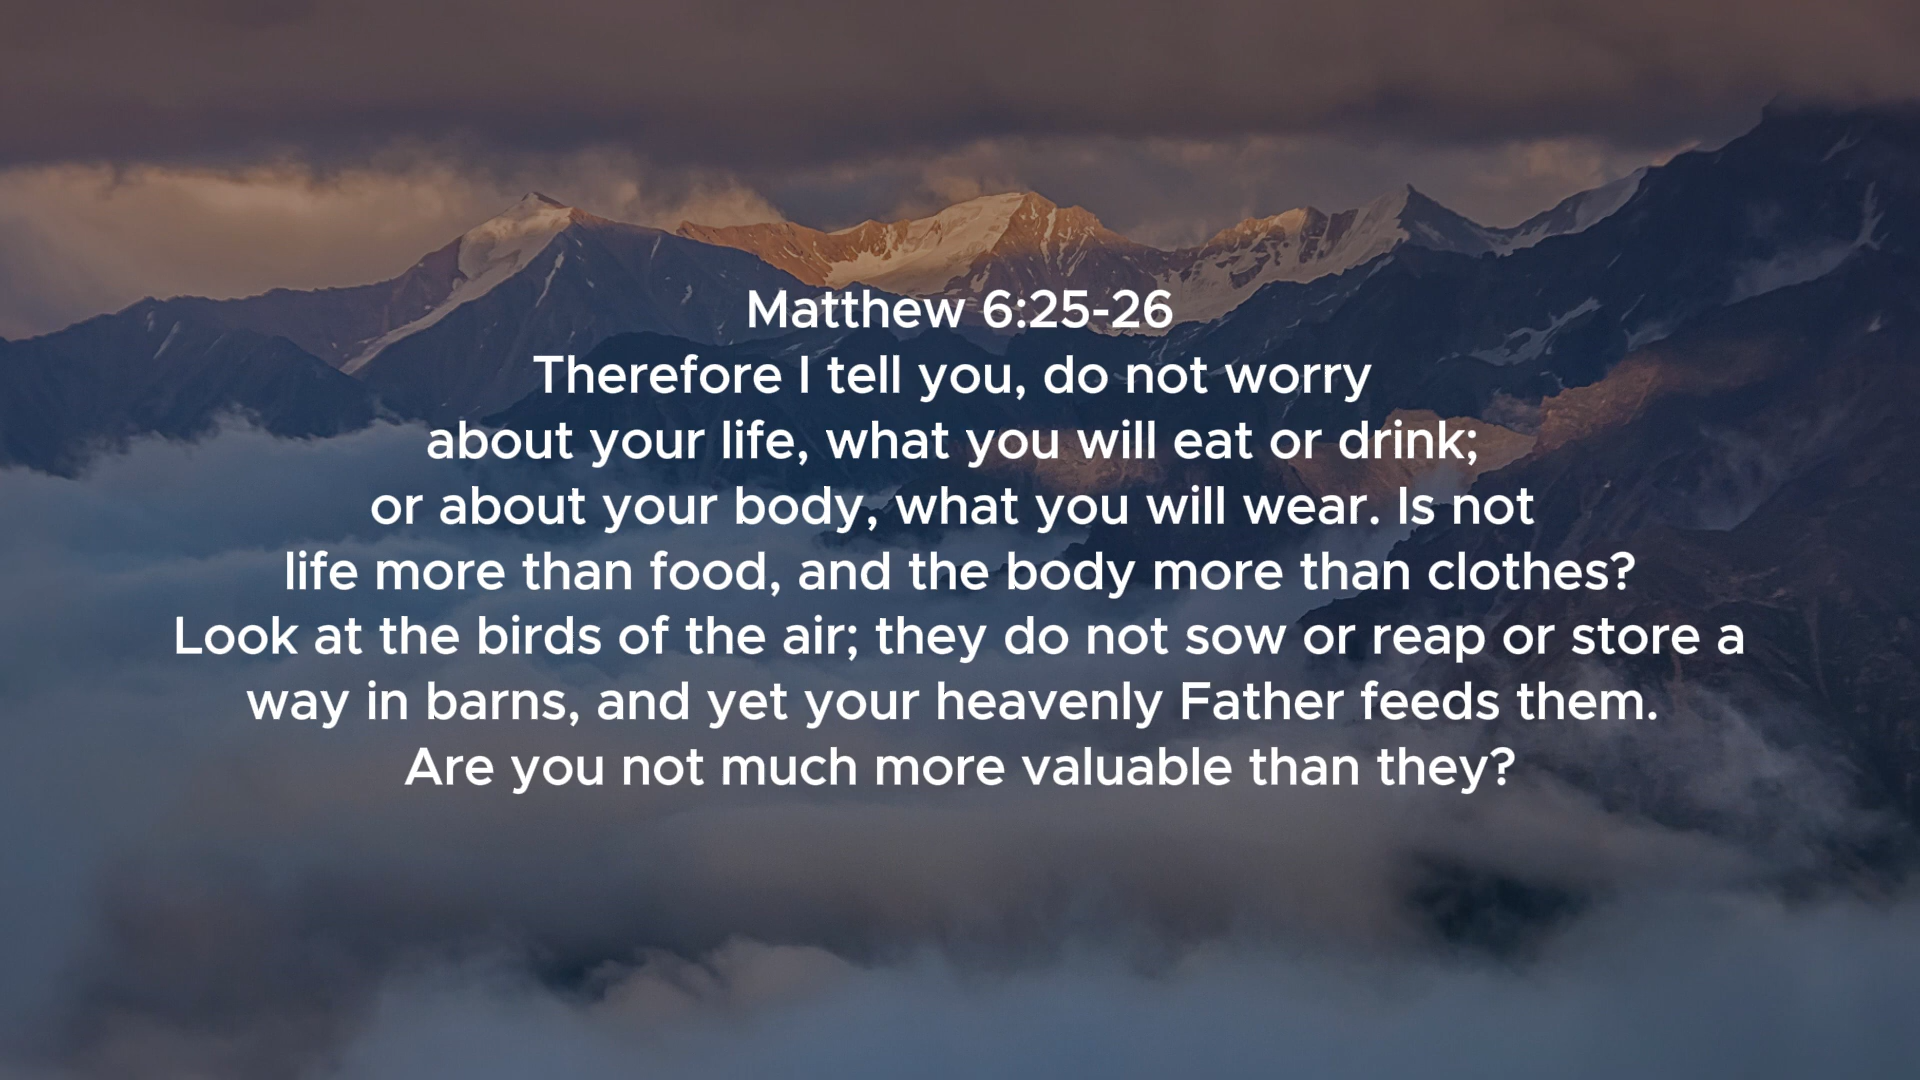 Matthew 6:25-26
Therefore I tell you, do not worry
about your life, what you will eat or drink;
or about your body, what you will wear. Is not
life more than food, and the body more than clothes?
Look at the birds of the air; they do not sow or reap or store a
way in barns, and yet your heavenly Father feeds them.
Are you not much more valuable than they?